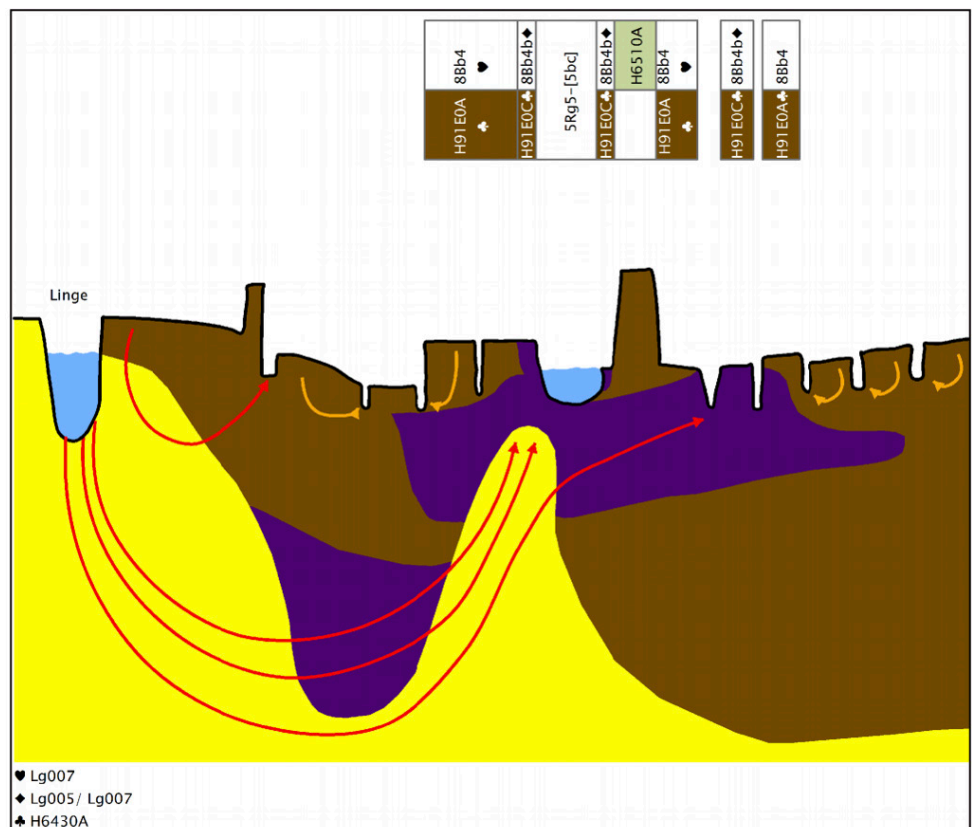 8Bb4 ♥
8Bb4b◆
5Rg5-[5bc]
8Bb4b◆
H6510A
8Bb4 ♥
8Bb4b◆
8Bb4
H91E0A ♣
H91E0C♣
H91E0C♣
H91E0A ♣
H91E0C♣
H91E0A♣
Linge
♥ Lg007
◆ Lg005/ Lg007
♣ H6430A